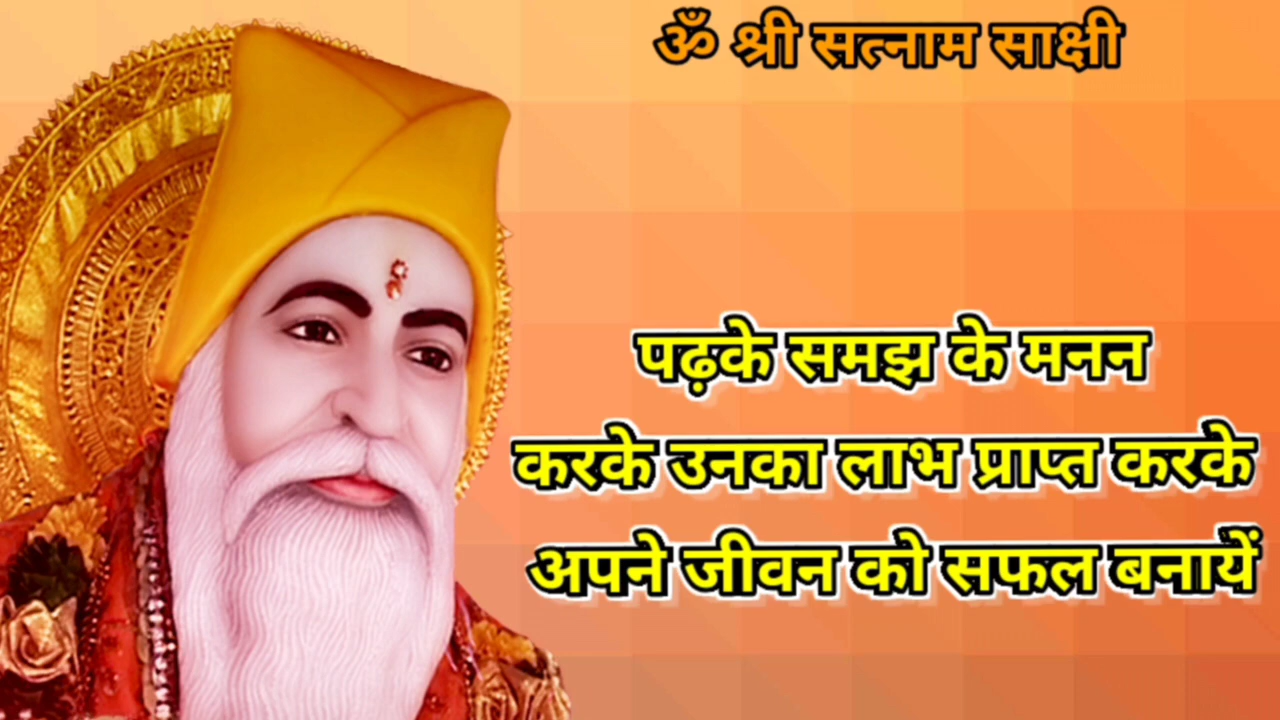 ॐ श्री सत्नाम साक्षी
पढ़के समझ के मनन
करके उनका लाभ प्राप्त करके
अपने जीवन को सफल बनायें